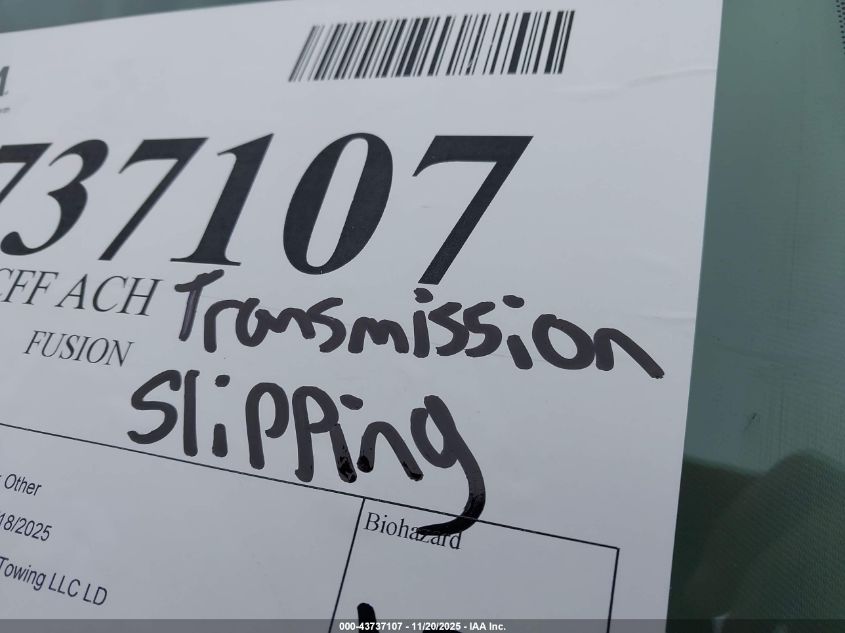 737107
CFF ACH
Transmission
FUSION
Slipping
Other
18/2025
Towing LLC LD
Biohazard
000-43737107 - 11/20/2025 - IAA Inc.